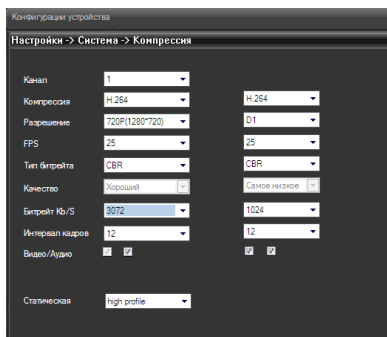 Конфигурации устройства
Настройки -> Система -> Компрессия
Канал 1
Компрессия H.264 H.264
Разрешение 720P(1280*720) D1
FPS 25 25
Тип битрейта CBR CBR
Качество Хороший Самое низкое
Битрейт Kb/S 3072 1024
Интервал кадров 12 12
Видео/Аудио
Статическая high profile